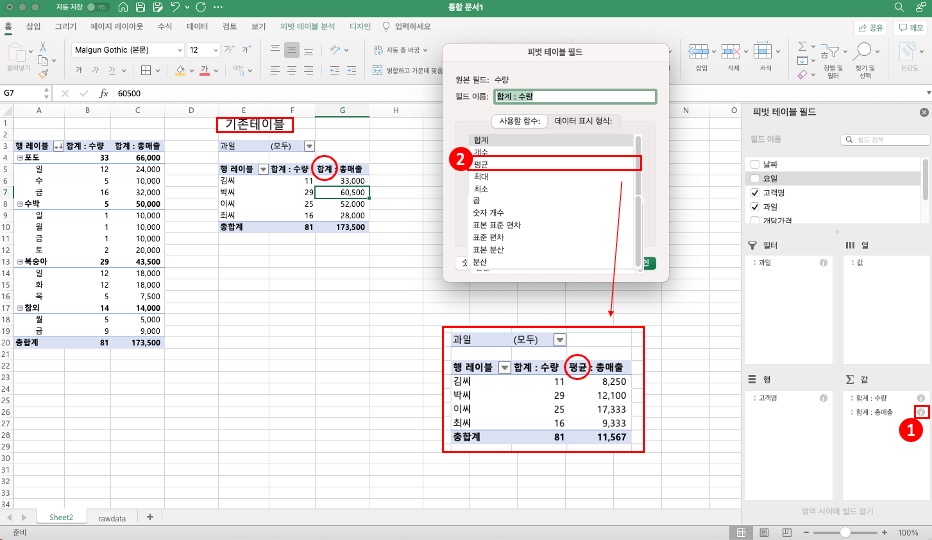 자동 저장
통합 문서1
홈 삽입 그리기 페이지 레이아웃 수식 데이터 검토 보기 피벗 테이블 분석 디자인 입력하세요
공유 메모
붙여넣기
Malgun Gothic (본문) 12
가 가 가
자동 줄 바꿈
병합하고 가운데 맞춤
삽입 삭제 서식 정렬 및 필터 찾기 및 선택 민감도
G7 fx 60500
A B C D E F G H N O
기존테이블
행 레이블 합계 : 수량 합계 : 총매출
포도 33 66,000
일 12 24,000
수 5 10,000
금 16 32,000
수박 5 50,000
일 1 10,000
월 1 10,000
금 1 10,000
토 2 20,000
복숭아 29 43,500
일 12 18,000
화 12 18,000
목 5 7,500
참외 14 14,000
월 5 5,000
금 9 9,000
총합계 81 173,500
과일 (모두)
행 레이블 합계 : 수량 합계 : 총매출
김씨 11 33,000
박씨 29 60,500
이씨 25 52,000
최씨 16 28,000
총합계 81 173,500
피벗 테이블 필드
원본 필드: 수량
필드 이름: 합계 : 수량
사용할 함수: 데이터 표시 형식:
합계
개수
2
평균
최대
최소
곱
숫자 개수
표본 표준 편차
표준 편차
표본 분산
분산
과일 (모두)
행 레이블 합계 : 수량 평균 : 총매출
김씨 11 8,250
박씨 29 12,100
이씨 25 17,333
최씨 16 9,333
총합계 81 11,567
피벗 테이블 필드
필드 이름 필드 검색
날짜
요일
고객명
과일
개당가격
필터 열
과일 값
행 값
고객명 합계 : 수량
합계 : 총매출
1
영역 사이에 필드 끌기
Sheet2 rawdata +
준비 100%